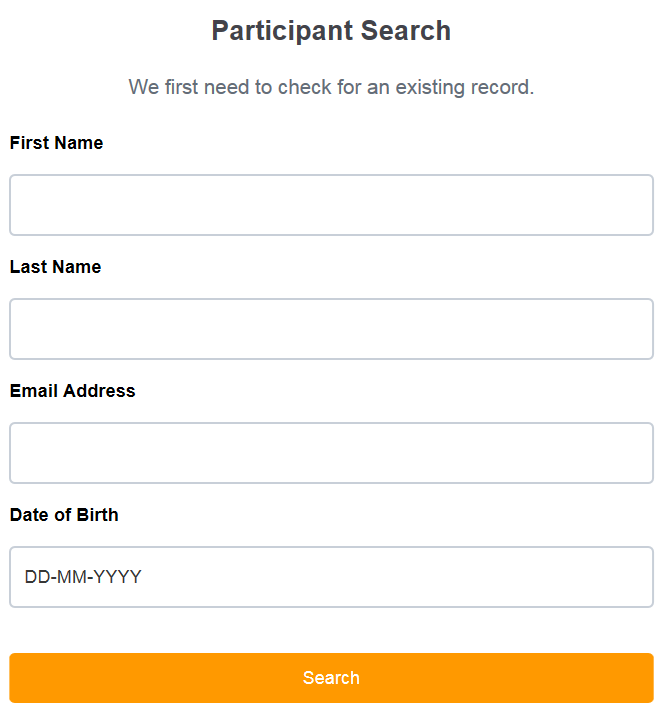 Participant Search
We first need to check for an existing record.
First Name
Last Name
Email Address
Date of Birth
DD-MM-YYYY
Search